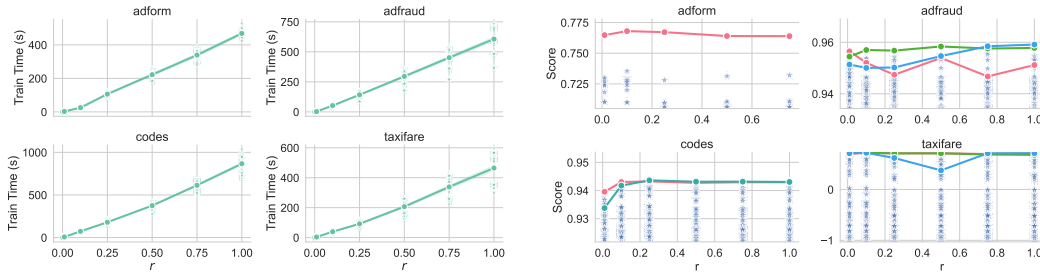 adform
adfraud
adform
adfraud
Train Time (s)
400
200
0
Train Time (s)
750
500
250
0
Score
0.775
0.750
0.725
0.96
0.94
0.0 0.2 0.4 0.6
0.0 0.2 0.4 0.6 0.8 1.0
codes
taxifare
codes
taxifare
Train Time (s)
1000
500
0
Train Time (s)
600
400
200
0
Score
0.95
0.94
0.93
0
−1
0.00 0.25 0.50 0.75 1.00
0.00 0.25 0.50 0.75 1.00
0.0 0.2 0.4 0.6 0.8 1.0
0.0 0.2 0.4 0.6 0.8 1.0
r
r
r
r